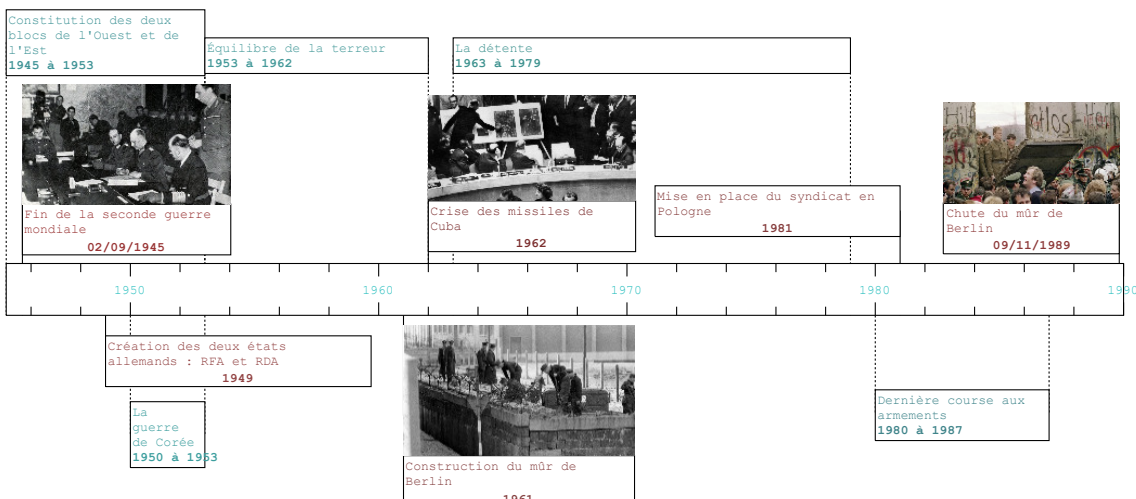 Constitution des deux
blocs de l'Ouest et de
l'Est
1945 à 1953
Équilibre de la terreur
1953 à 1962
La détente
1963 à 1979
Fin de la seconde guerre
mondiale
02/09/1945
Crise des missiles de
Cuba
1962
Mise en place du syndicat en
Pologne
1981
Chute du mûr de
Berlin
09/11/1989
1950
1960
1970
1980
1990
Création des deux états
allemands : RFA et RDA
1949
La
guerre
de Corée
1950 à 1953
Construction du mûr de
Berlin
1961
Dernière course aux
armements
1980 à 1987